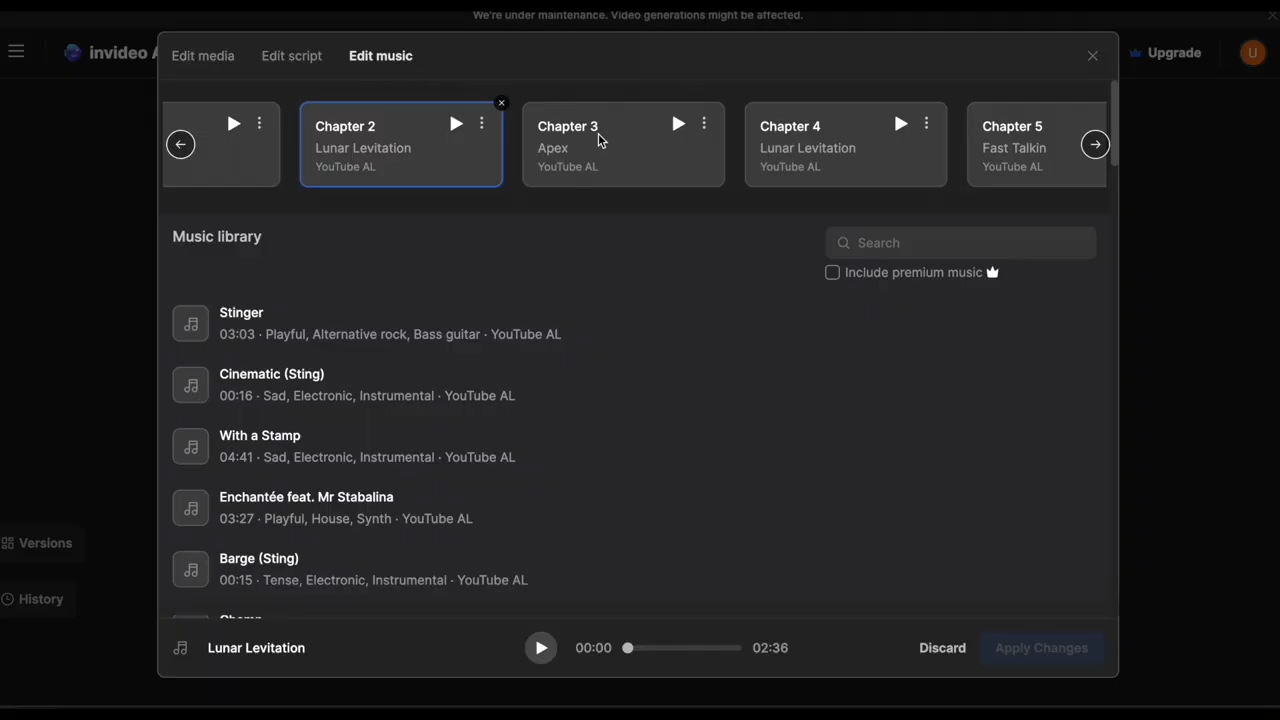 We're under maintenance. Video generations might be affected.
invideo A
Upgrade
U
Edit media
Edit script
Edit music
Chapter 2
Lunar Levitation
YouTube AL
Chapter 3
Apex
YouTube AL
Chapter 4
Lunar Levitation
YouTube AL
Chapter 5
Fast Talkin
YouTube AL
Music library
Search
Include premium music
Stinger
03:03 · Playful, Alternative rock, Bass guitar · YouTube AL
Cinematic (Sting)
00:16 · Sad, Electronic, Instrumental · YouTube AL
With a Stamp
04:41 · Sad, Electronic, Instrumental · YouTube AL
Enchantée feat. Mr Stabalina
03:27 · Playful, House, Synth · YouTube AL
Barge (Sting)
00:15 · Tense, Electronic, Instrumental · YouTube AL
Versions
History
Lunar Levitation
00:00
02:36
Discard
Apply Changes